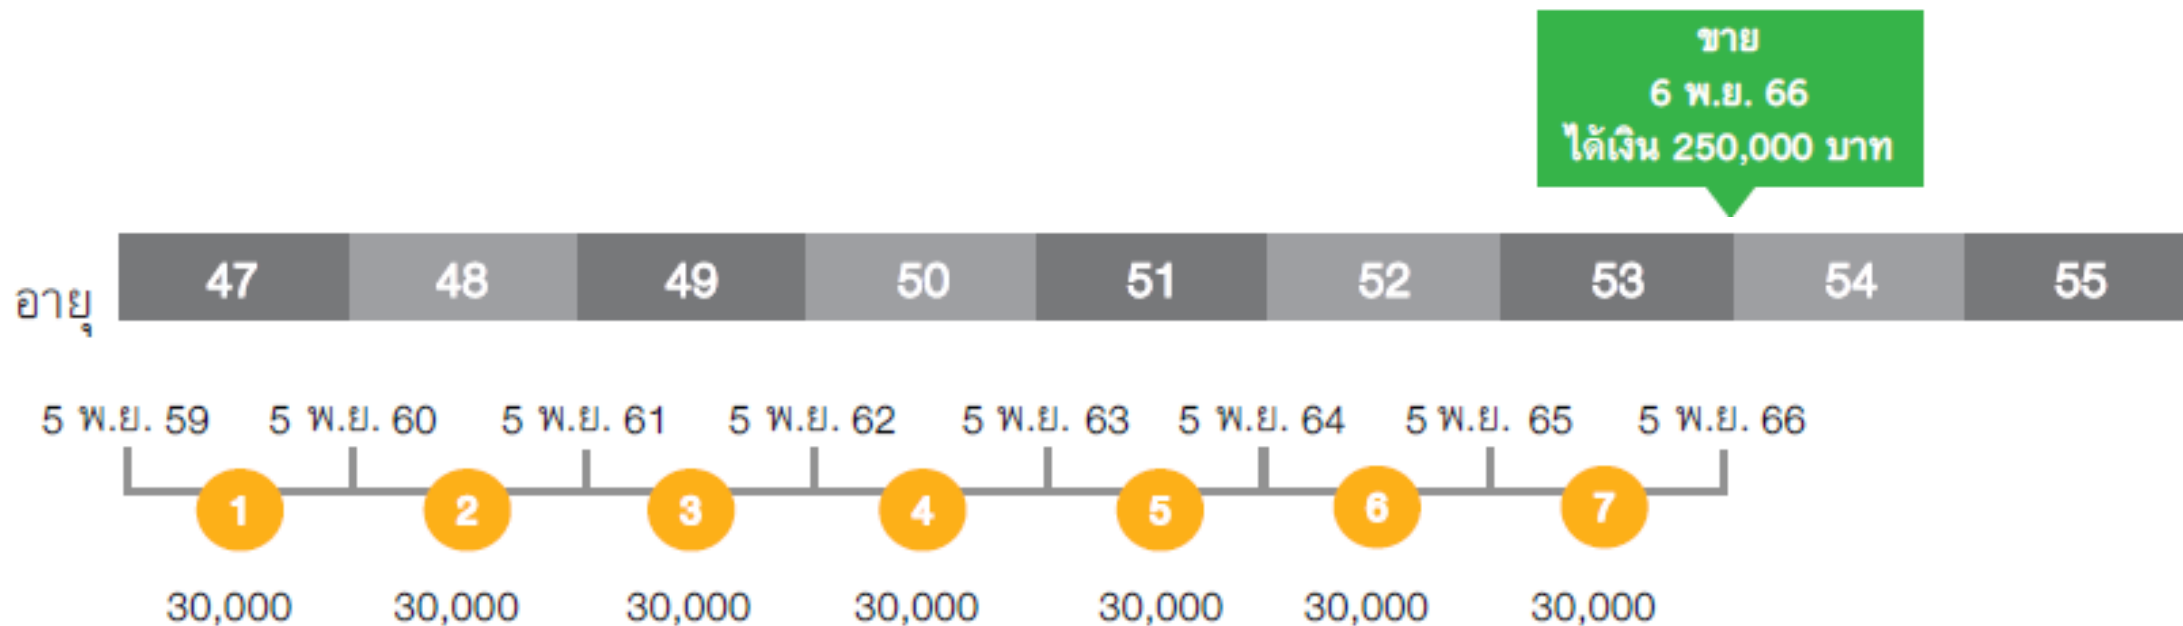 ขาย
6 พ.ย. 66
ได้เงิน 250,000 บาท
อายุ 47 48 49 50 51 52 53 54 55
5 พ.ย. 59 5 พ.ย. 60 5 พ.ย. 61 5 พ.ย. 62 5 พ.ย. 63 5 พ.ย. 64 5 พ.ย. 65 5 พ.ย. 66
1 2 3 4 5 6 7
30,000 30,000 30,000 30,000 30,000 30,000 30,000